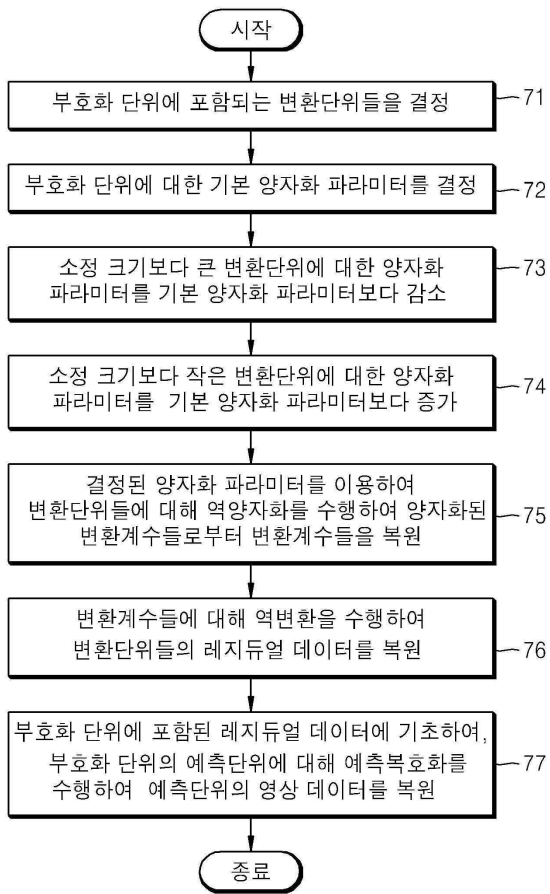 시작
부호화 단위에 포함되는 변환단위들을 결정
71
부호화 단위에 대한 기본 양자화 파라미터를 결정
72
소정 크기보다 큰 변환단위에 대한 양자화
파라미터를 기본 양자화 파라미터보다 감소
73
소정 크기보다 작은 변환단위에 대한 양자화
파라미터를 기본 양자화 파라미터보다 증가
74
결정된 양자화 파라미터를 이용하여
변환단위들에 대해 역양자화를 수행하여 양자화된
변환계수들로부터 변환계수들을 복원
75
변환계수들에 대해 역변환을 수행하여
변환단위들의 레지듀얼 데이터를 복원
76
부호화 단위에 포함된 레지듀얼 데이터에 기초하여,
부호화 단위의 예측단위에 대해 예측복호화를
수행하여 예측단위의 영상 데이터를 복원
77
종료